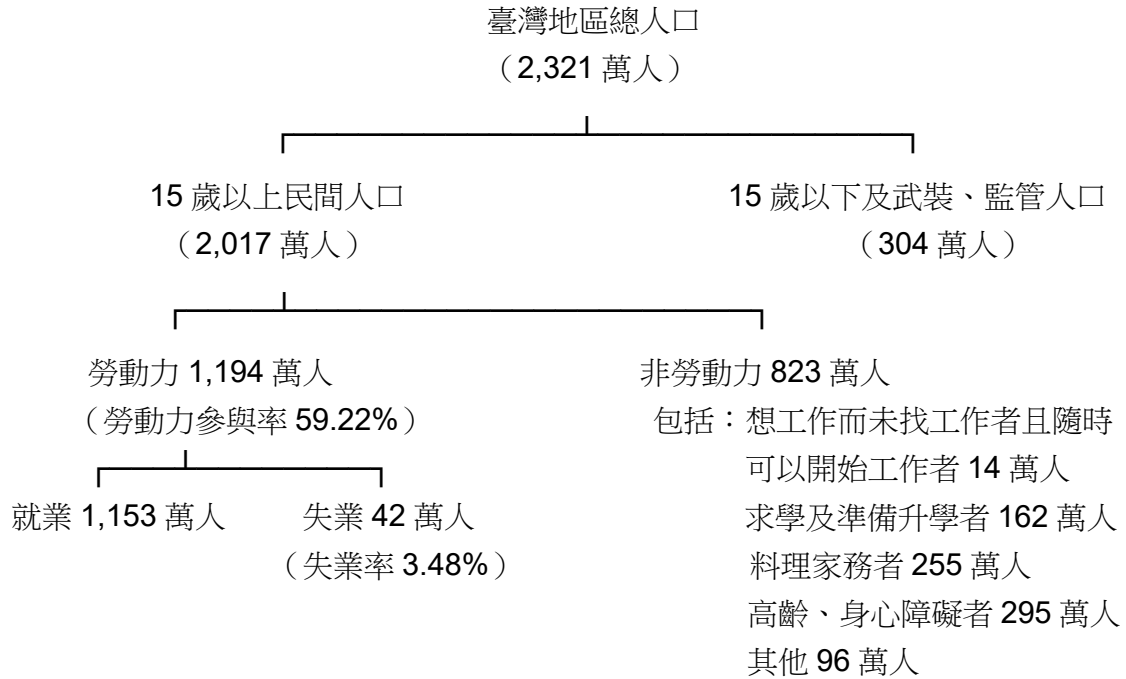 臺灣地區總人口
（2,321 萬人）
15 歲以上民間人口
（2,017 萬人）
15 歲以下及武裝、監管人口
（304 萬人）
勞動力 1,194 萬人
（勞動力參與率 59.22%）
就業 1,153 萬人
失業 42 萬人
（失業率 3.48%）
非勞動力 823 萬人
包括：想工作而未找工作者且隨時
可以開始工作者 14 萬人
求學及準備升學者 162 萬人
料理家務者 255 萬人
高齡、身心障礙者 295 萬人
其他 96 萬人